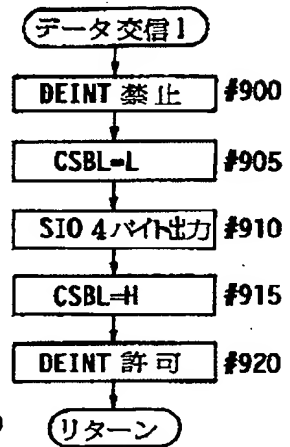 データ交信1
DEINT 禁止 #900
CSBL=L #905
SIO 4バイト出力 #910
CSBL=H #915
DEINT 許可 #920
リターン